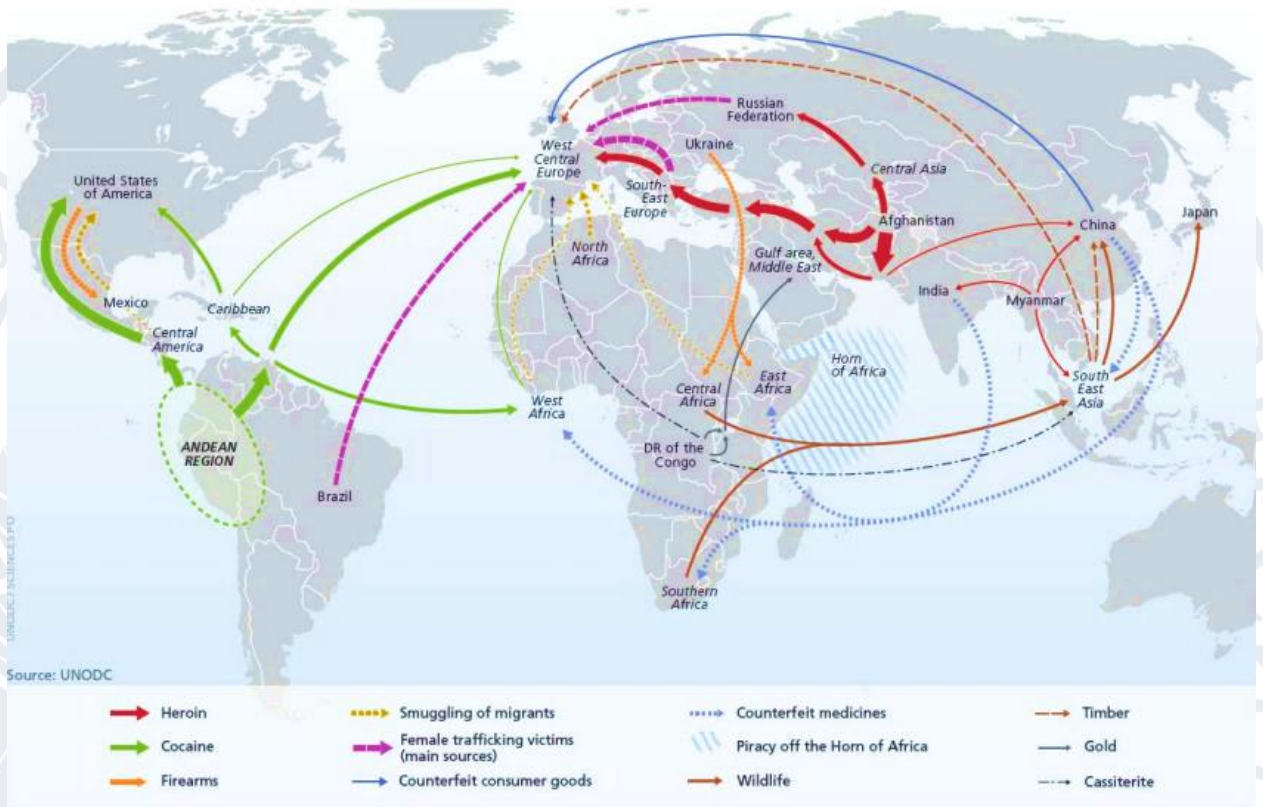 Russian
Federation
West
Central
Europe
Ukraine
United States
of America
Central Asia
South-
East
Europe
Afghanistan
China
Japan
North
Africa
Gulf area,
Middle East
Mexico
Caribbean
India
Myanmar
Central
America
Horn
of Africa
Central
Africa
East
Africa
South
East
Asia
West
Africa
ANDEAN
REGION
DR of the
Congo
Brazil
Southern
Africa
UNODC / SCIENCES PO
Source: UNODC
Heroin
Smuggling of migrants
Counterfeit medicines
Timber
Cocaine
Female trafficking victims
(main sources)
Piracy off the Horn of Africa
Gold
Firearms
Counterfeit consumer goods
Wildlife
Cassiterite